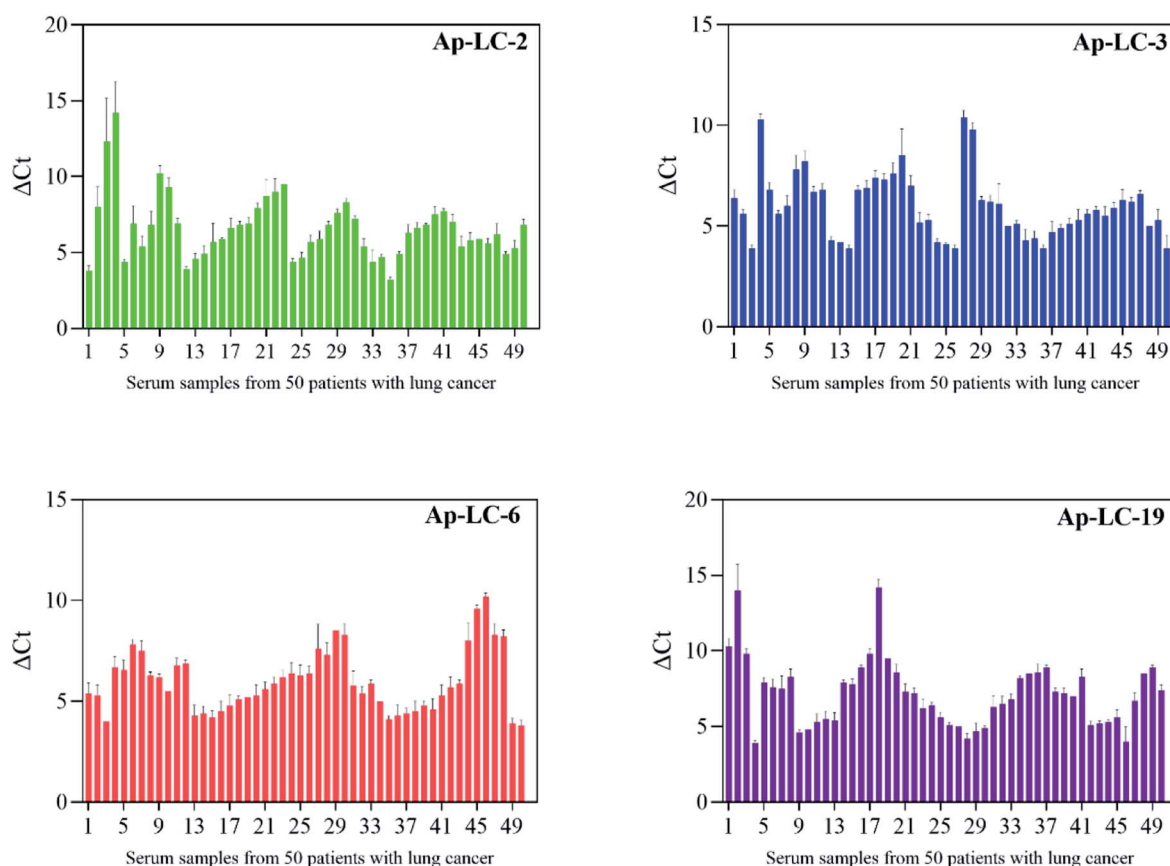 20
Ap-LC-2
15
ΔCt
10
5
0
1 5 9 13 17 21 25 29 33 37 41 45 49
Serum samples from 50 patients with lung cancer
15
Ap-LC-3
10
ΔCt
5
0
1 5 9 13 17 21 25 29 33 37 41 45 49
Serum samples from 50 patients with lung cancer
15
Ap-LC-6
10
ΔCt
5
0
1 5 9 13 17 21 25 29 33 37 41 45 49
Serum samples from 50 patients with lung cancer
20
Ap-LC-19
15
ΔCt
10
5
0
1 5 9 13 17 21 25 29 33 37 41 45 49
Serum samples from 50 patients with lung cancer